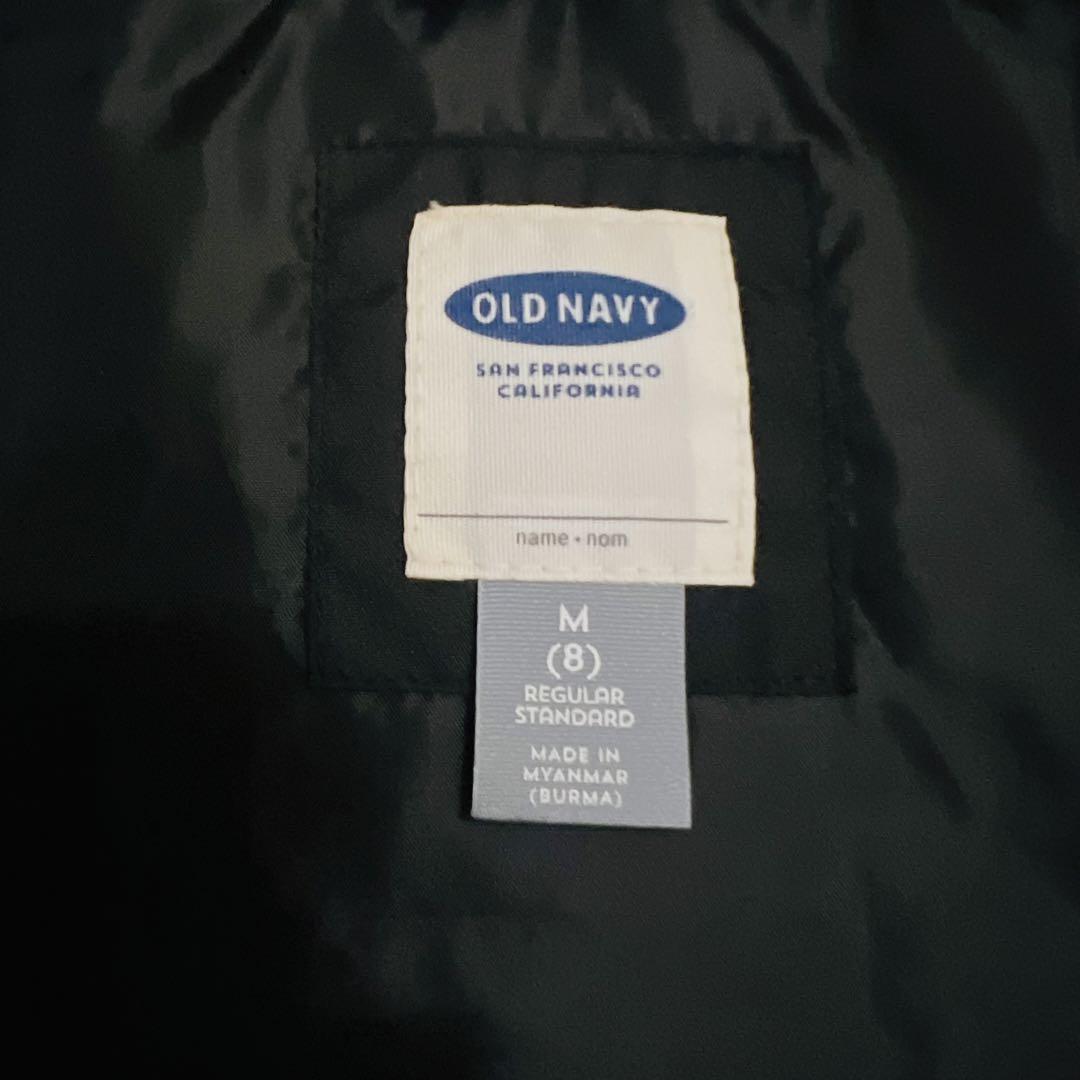 OLD NAVY
SAN FRANCISCO
CALIFORNIA
name • nom
M
(8)
REGULAR
STANDARD
MADE IN
MYANMAR
(BURMA)